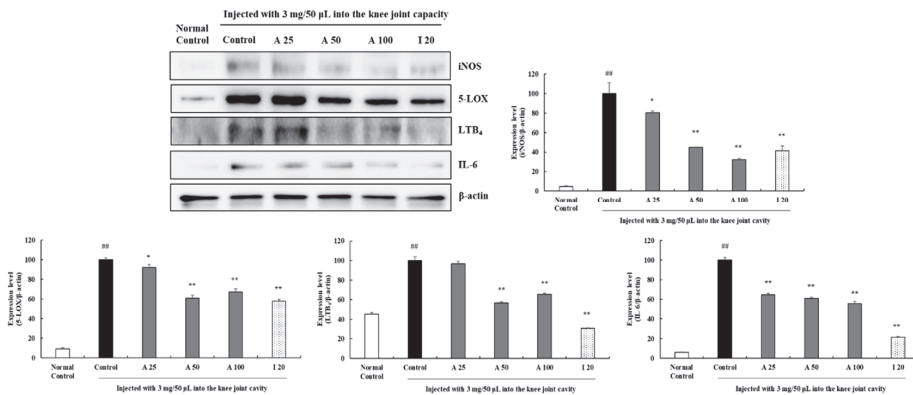 Injected with 3 mg/50 μL into the knee joint capacity
Normal Control
Control A 25 A 50 A 100 I 20
iNOS
5-LOX
LTB4
IL-6
β-actin
Expression level (iNOS/β-actin)
120
100
80
60
40
20
0
##
*
**
**
**
Normal Control
Control A 25 A 50 A 100 I 20
Injected with 3 mg/50 μL into the knee joint cavity
Expression level (5-LOX/β-actin)
120
100
80
60
40
20
0
##
*
**
**
**
Normal Control
Control A 25 A 50 A 100 I 20
Injected with 3 mg/50 μL into the knee joint cavity
Expression level (LTB4/β-actin)
120
100
80
60
40
20
0
##
**
**
**
Normal Control
Control A 25 A 50 A 100 I 20
Injected with 3 mg/50 μL into the knee joint cavity
Expression level (IL-6/β-actin)
120
100
80
60
40
20
0
##
**
**
**
**
Normal Control
Control A 25 A 50 A 100 I 20
Injected with 3 mg/50 μL into the knee joint cavity